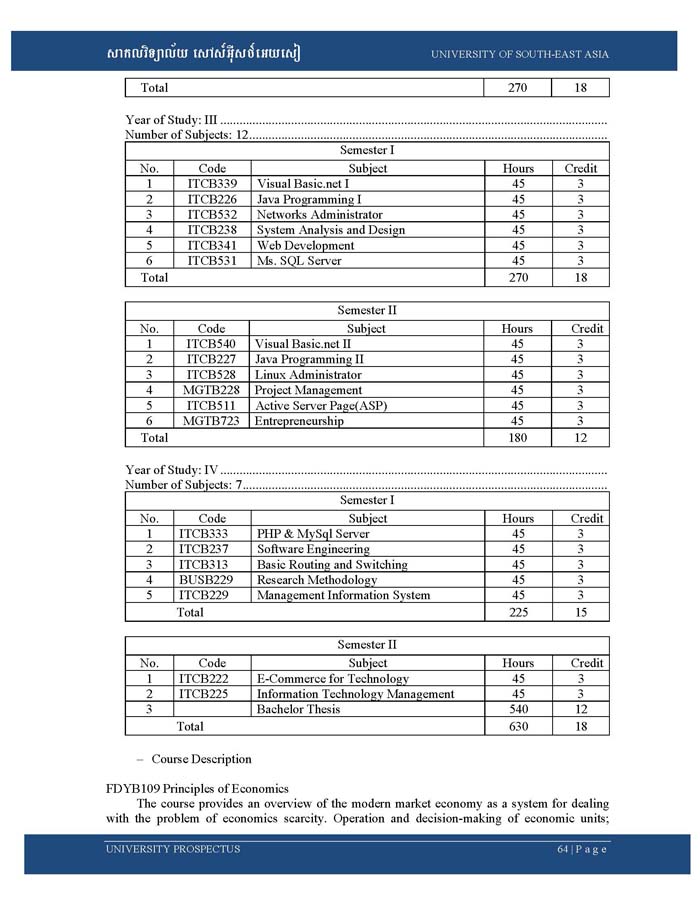 សាកលវិទ្យាល័យ សៅស៍អ៊ីសថ៍អេយសៀ UNIVERSITY OF SOUTH-EAST ASIA
Total 270 18
Year of Study: III
Number of Subjects: 12
Semester I
No. Code Subject Hours Credit
1 ITCB339 Visual Basic.net I 45 3
2 ITCB226 Java Programming I 45 3
3 ITCB532 Networks Administrator 45 3
4 ITCB238 System Analysis and Design 45 3
5 ITCB341 Web Development 45 3
6 ITCB531 Ms. SQL Server 45 3
Total 270 18
Semester II
No. Code Subject Hours Credit
1 ITCB540 Visual Basic.net II 45 3
2 ITCB227 Java Programming II 45 3
3 ITCB528 Linux Administrator 45 3
4 MGTB228 Project Management 45 3
5 ITCB511 Active Server Page(ASP) 45 3
6 MGTB723 Entrepreneurship 45 3
Total 180 12
Year of Study: IV
Number of Subjects: 7
Semester I
No. Code Subject Hours Credit
1 ITCB333 PHP & MySql Server 45 3
2 ITCB237 Software Engineering 45 3
3 ITCB313 Basic Routing and Switching 45 3
4 BUSB229 Research Methodology 45 3
5 ITCB229 Management Information System 45 3
Total 225 15
Semester II
No. Code Subject Hours Credit
1 ITCB222 E-Commerce for Technology 45 3
2 ITCB225 Information Technology Management 45 3
3 Bachelor Thesis 540 12
Total 630 18
– Course Description
FDYB109 Principles of Economics
The course provides an overview of the modern market economy as a system for dealing
with the problem of economics scarcity. Operation and decision-making of economic units;
UNIVERSITY PROSPECTUS 64 | P a g e